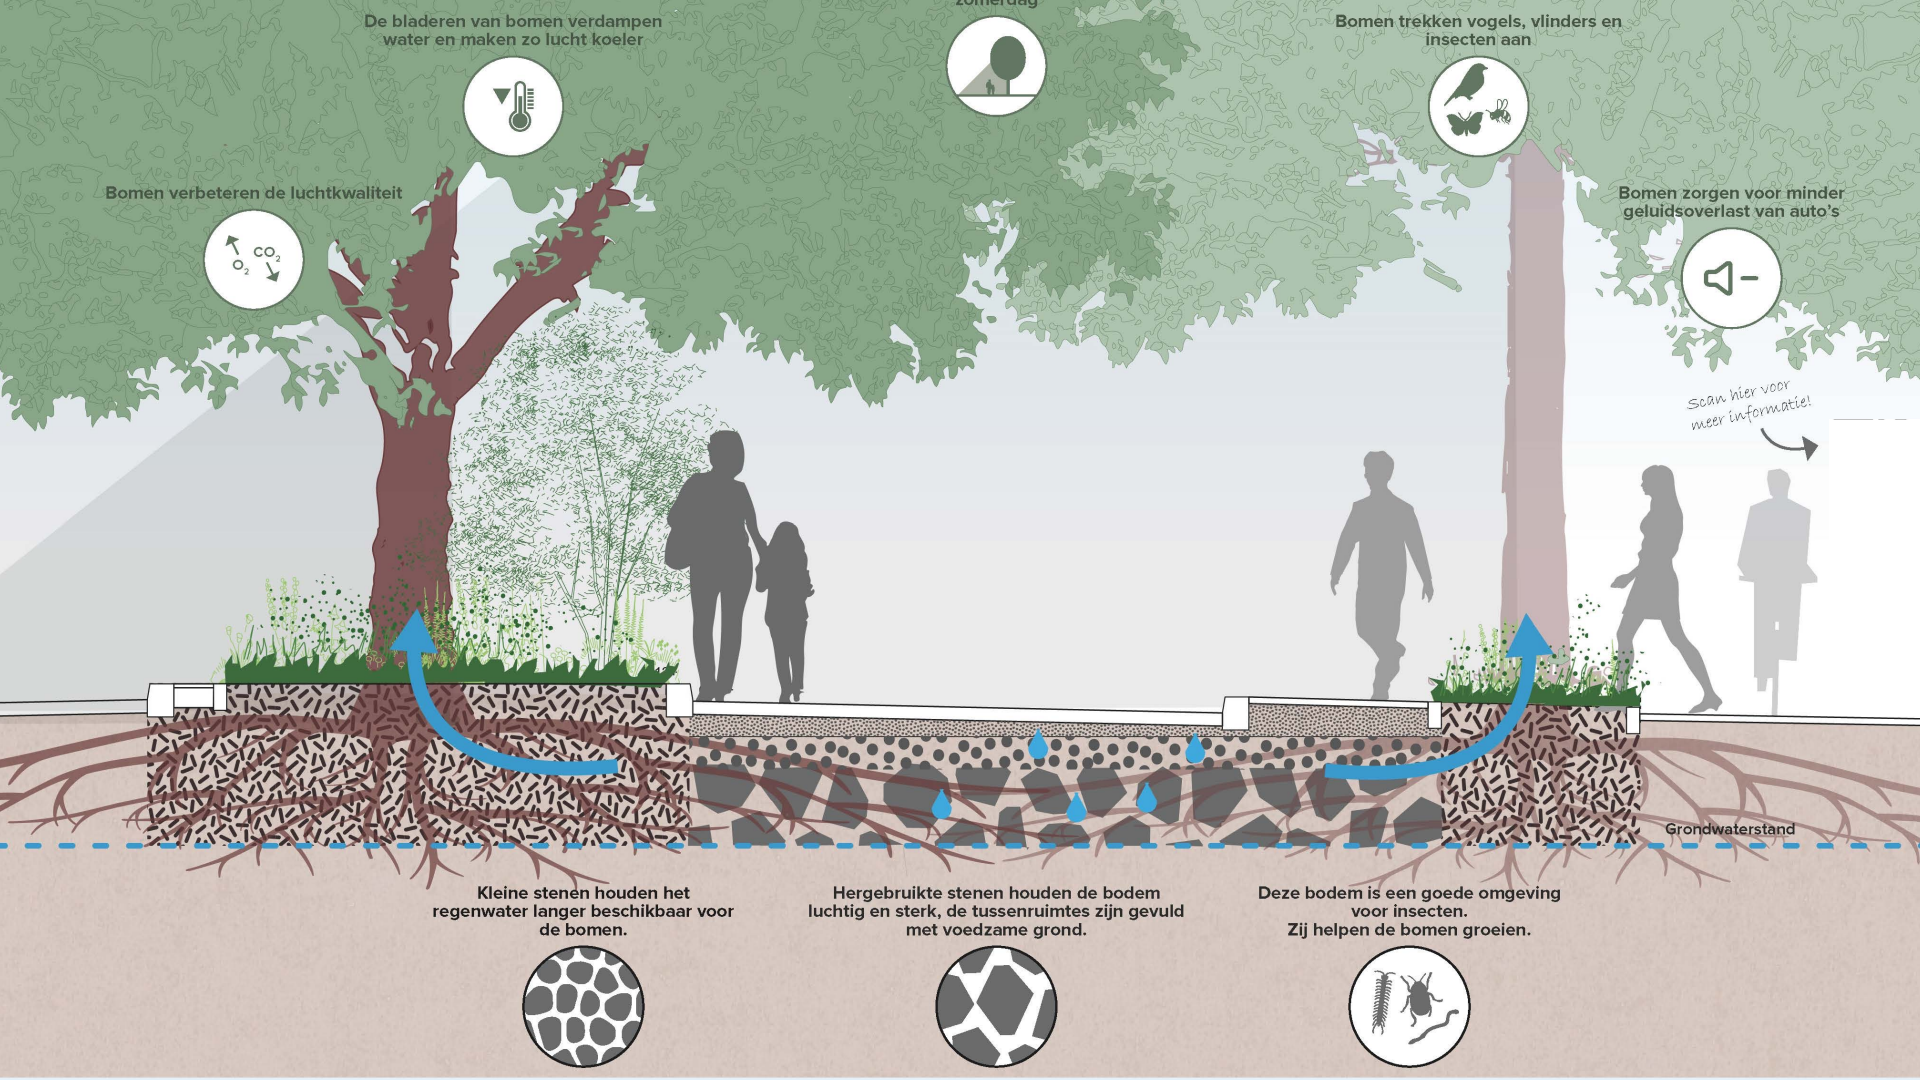 zomerdag
De bladeren van bomen verdampen
water en maken zo lucht koeler
Bomen trekken vogels, vlinders en
insecten aan
Bomen verbeteren de luchtkwaliteit
O2 CO2
Bomen zorgen voor minder
geluidsoverlast van auto's
Scan hier voor
meer informatie!
Grondwaterstand
Kleine stenen houden het
regenwater langer beschikbaar voor
de bomen.
Hergebruikte stenen houden de bodem
luchtig en sterk, de tussenruimtes zijn gevuld
met voedzame grond.
Deze bodem is een goede omgeving
voor insecten.
Zij helpen de bomen groeien.